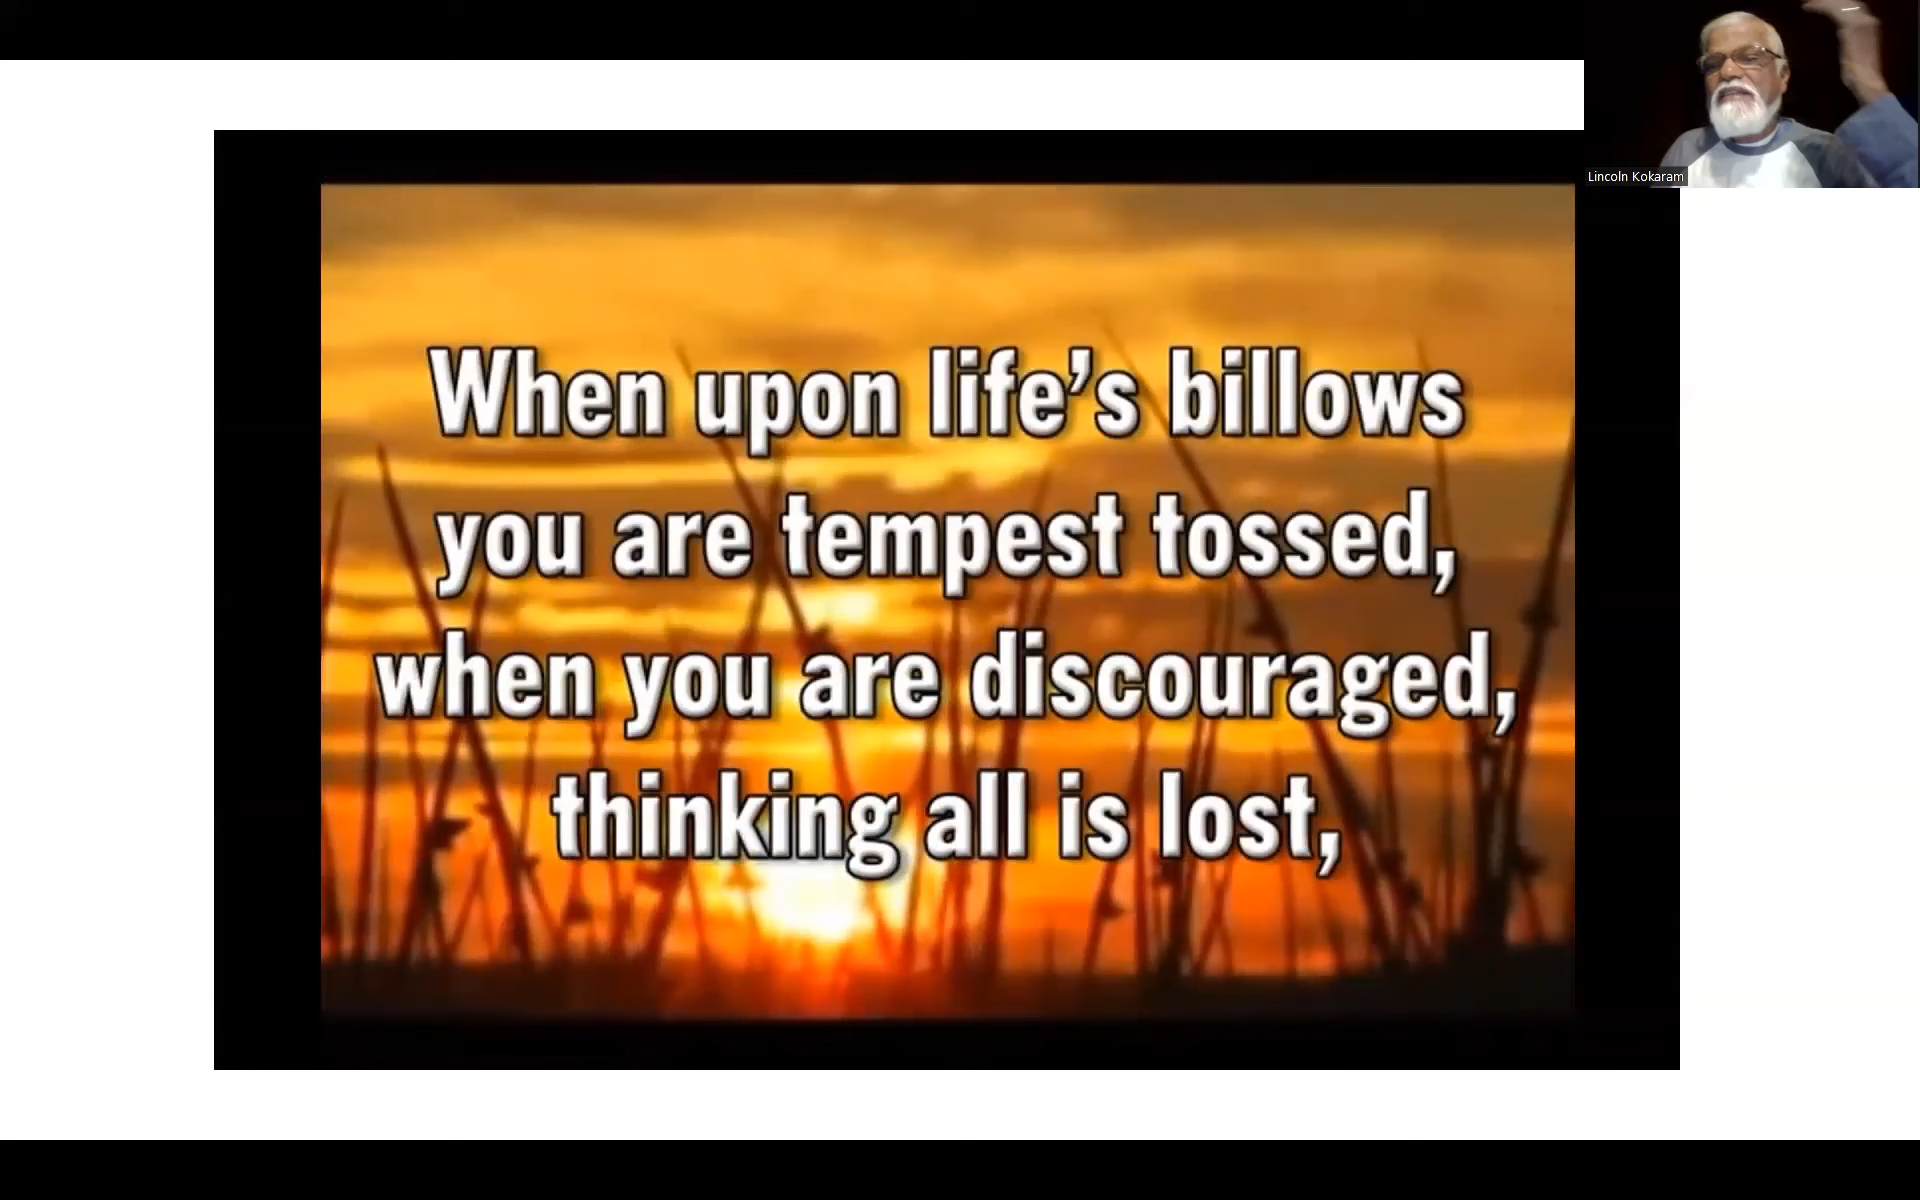 Lincoln Kokaram
When upon life’s billows
you are tempest tossed,
when you are discouraged,
thinking all is lost,